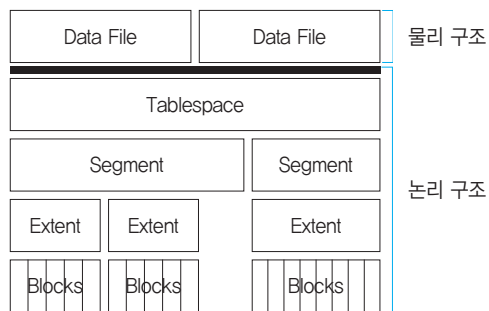 Data File Data File 물리 구조
Tablespace
Segment Segment
논리 구조
Extent Extent Extent
Blocks Blocks Blocks